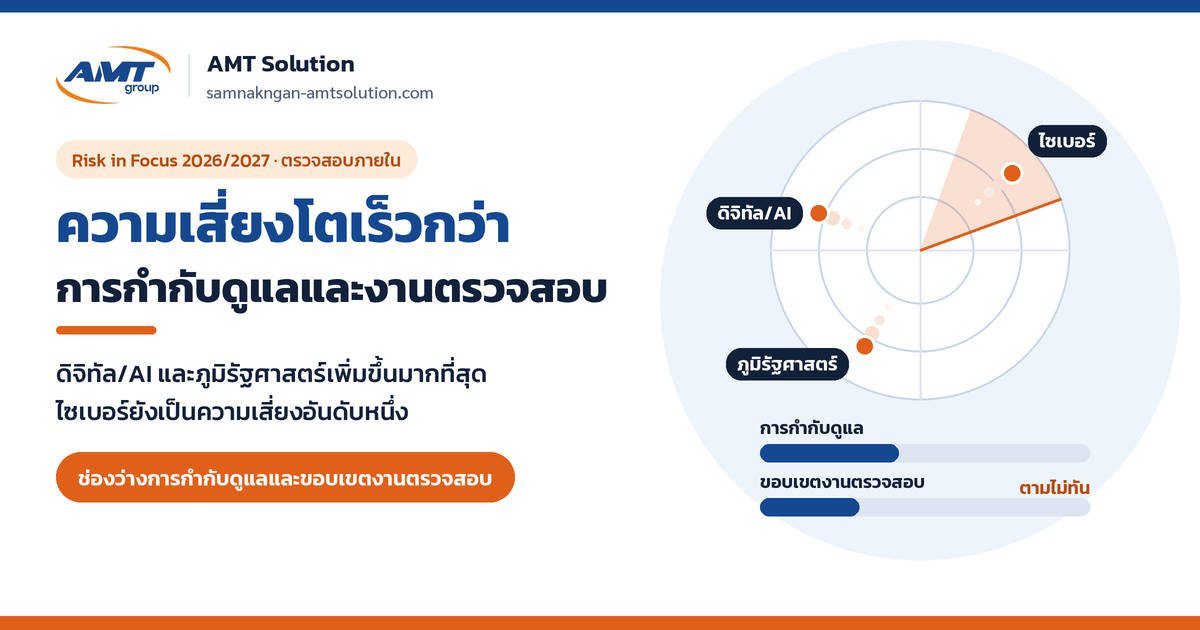 AMT
group
AMT Solution
samnakngan-amtsolution.com
Risk in Focus 2026/2027 · ตรวจสอบภายใน
ความเสี่ยงโตเร็วกว่า
การกำกับดูแลและงานตรวจสอบ
ดิจิทัล/AI และภูมิรัฐศาสตร์เพิ่มขึ้นมากที่สุด
ไซเบอร์ยังเป็นความเสี่ยงอันดับหนึ่ง
ช่องว่างการกำกับดูแลและขอบเขตงานตรวจสอบ
ไซเบอร์
ดิจิทัล/AI
ภูมิรัฐศาสตร์
การกำกับดูแล
ขอบเขตงานตรวจสอบ
ตามไม่ทัน